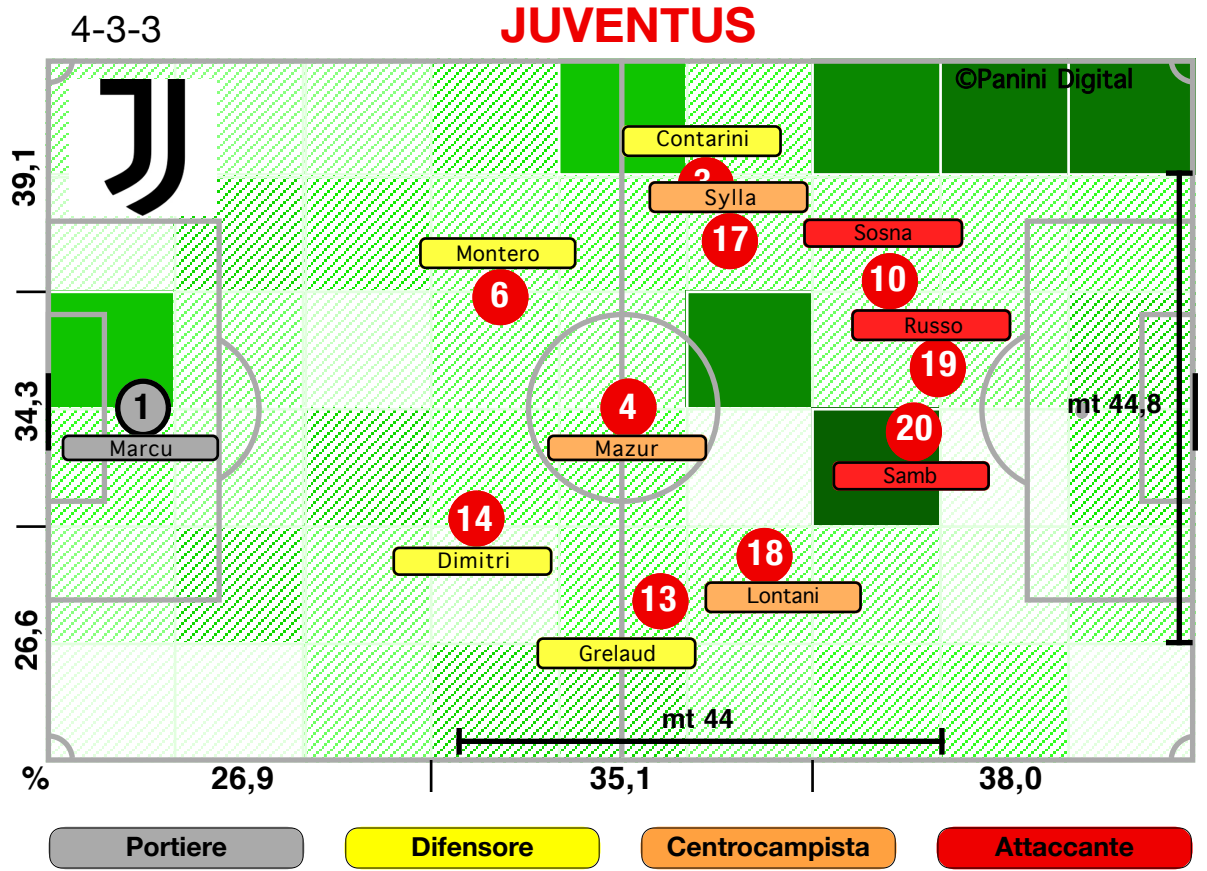 4-3-3
JUVENTUS
©Panini Digital
39,1
34,3
26,6
Contarini
3
Sylla
17
Sosna
10
Montero
6
Russo
19
1
Marcu
4
Mazur
mt 44,8
20
Samb
14
Dimitri
18
Lontani
13
Grelaud
mt 44
% 26,9 35,1 38,0
Portiere Difensore Centrocampista Attaccante